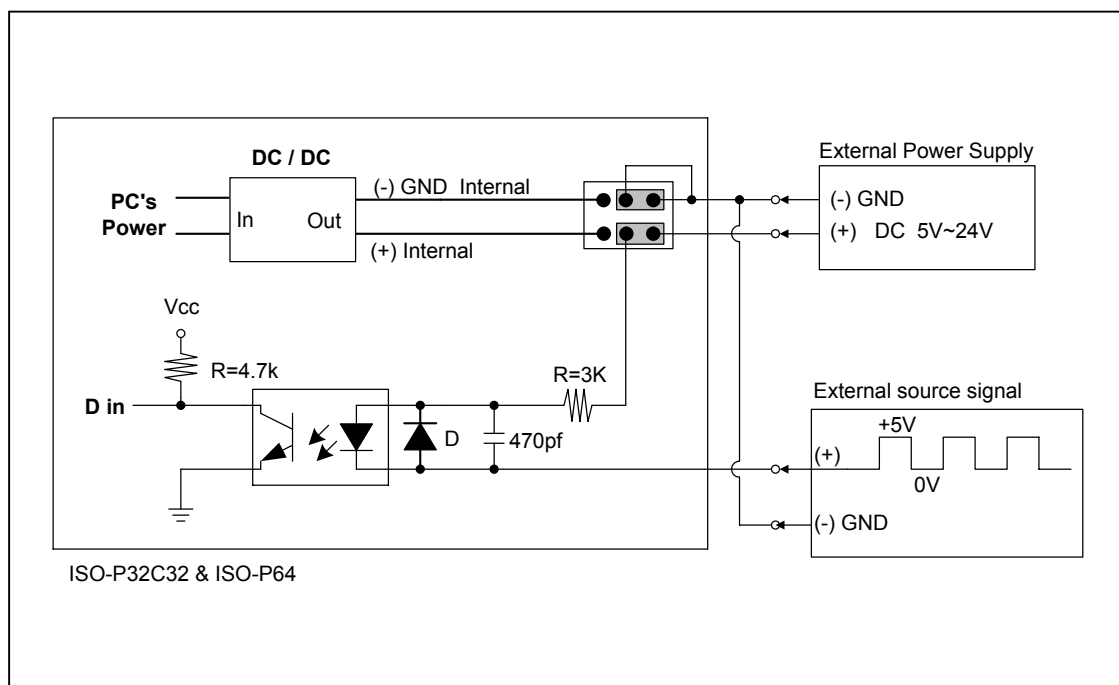 DC / DC
External Power Supply
(-) GND Internal
PC's
Power
In
Out
(-) GND
(+) DC 5V~24V
(+) Internal
Vcc
R=4.7k
R=3K
External source signal
D in
D
470pf
+5V
(+)
0V
(-) GND
ISO-P32C32 & ISO-P64